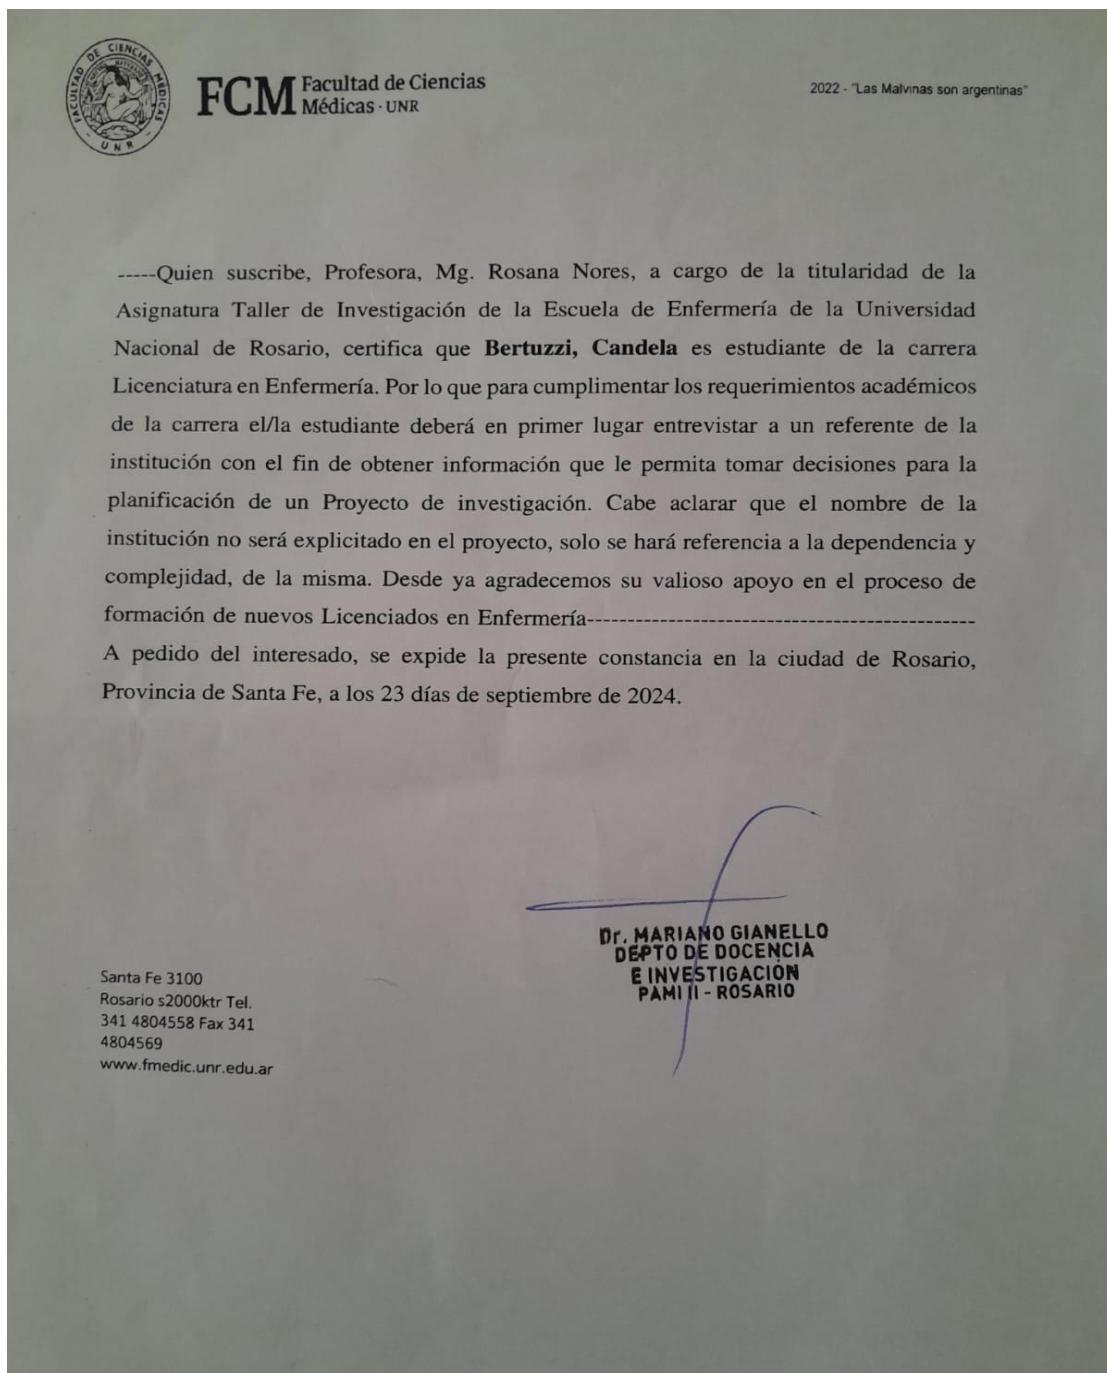 FACULTAD DE CIENCIAS MÉDICAS
- UNR -
FCM Facultad de Ciencias
Médicas · UNR
2022 - "Las Malvinas son argentinas"
-----Quien suscribe, Profesora, Mg. Rosana Nores, a cargo de la titularidad de la
Asignatura Taller de Investigación de la Escuela de Enfermería de la Universidad
Nacional de Rosario, certifica que Bertuzzi, Candela es estudiante de la carrera
Licenciatura en Enfermería. Por lo que para cumplimentar los requerimientos académicos
de la carrera el/la estudiante deberá en primer lugar entrevistar a un referente de la
institución con el fin de obtener información que le permita tomar decisiones para la
planificación de un Proyecto de investigación. Cabe aclarar que el nombre de la
institución no será explicitado en el proyecto, solo se hará referencia a la dependencia y
complejidad, de la misma. Desde ya agradecemos su valioso apoyo en el proceso de
formación de nuevos Licenciados en Enfermería------------------------------------------------
A pedido del interesado, se expide la presente constancia en la ciudad de Rosario,
Provincia de Santa Fe, a los 23 días de septiembre de 2024.
Dr. MARIANO GIANELLO
DEPTO DE DOCENCIA
E INVESTIGACIÓN
PAMI II - ROSARIO
Santa Fe 3100
Rosario s2000ktr Tel.
341 4804558 Fax 341
4804569
www.fmedic.unr.edu.ar